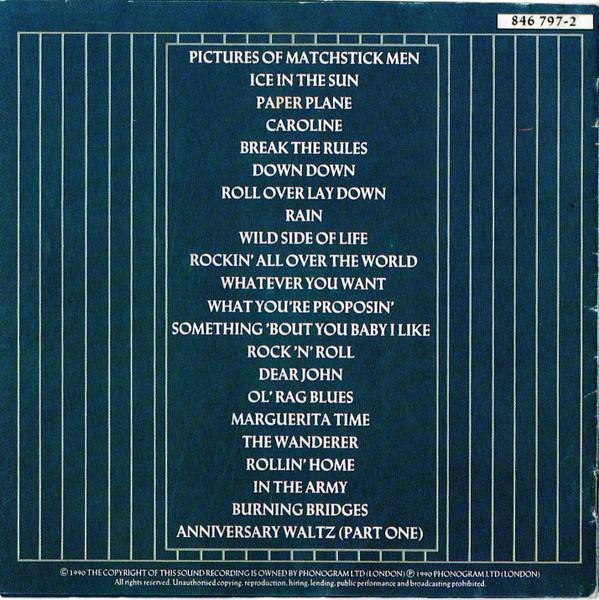 846 797-2
PICTURES OF MATCHSTICK MEN
ICE IN THE SUN
PAPER PLANE
CAROLINE
BREAK THE RULES
DOWN DOWN
ROLL OVER LAY DOWN
RAIN
WILD SIDE OF LIFE
ROCKIN' ALL OVER THE WORLD
WHATEVER YOU WANT
WHAT YOU'RE PROPOSIN'
SOMETHING 'BOUT YOU BABY I LIKE
ROCK 'N' ROLL
DEAR JOHN
OL' RAG BLUES
MARGUERITA TIME
THE WANDERER
ROLLIN' HOME
IN THE ARMY
BURNING BRIDGES
ANNIVERSARY WALTZ (PART ONE)
© 1990 THE COPYRIGHT OF THIS SOUND RECORDING IS OWNED BY PHONOGRAM LTD (LONDON) ℗ 1990 PHONOGRAM LTD (LONDON)
All rights reserved. Unauthorised copying, reproduction, hiring, lending, public performance and broadcasting prohibited.